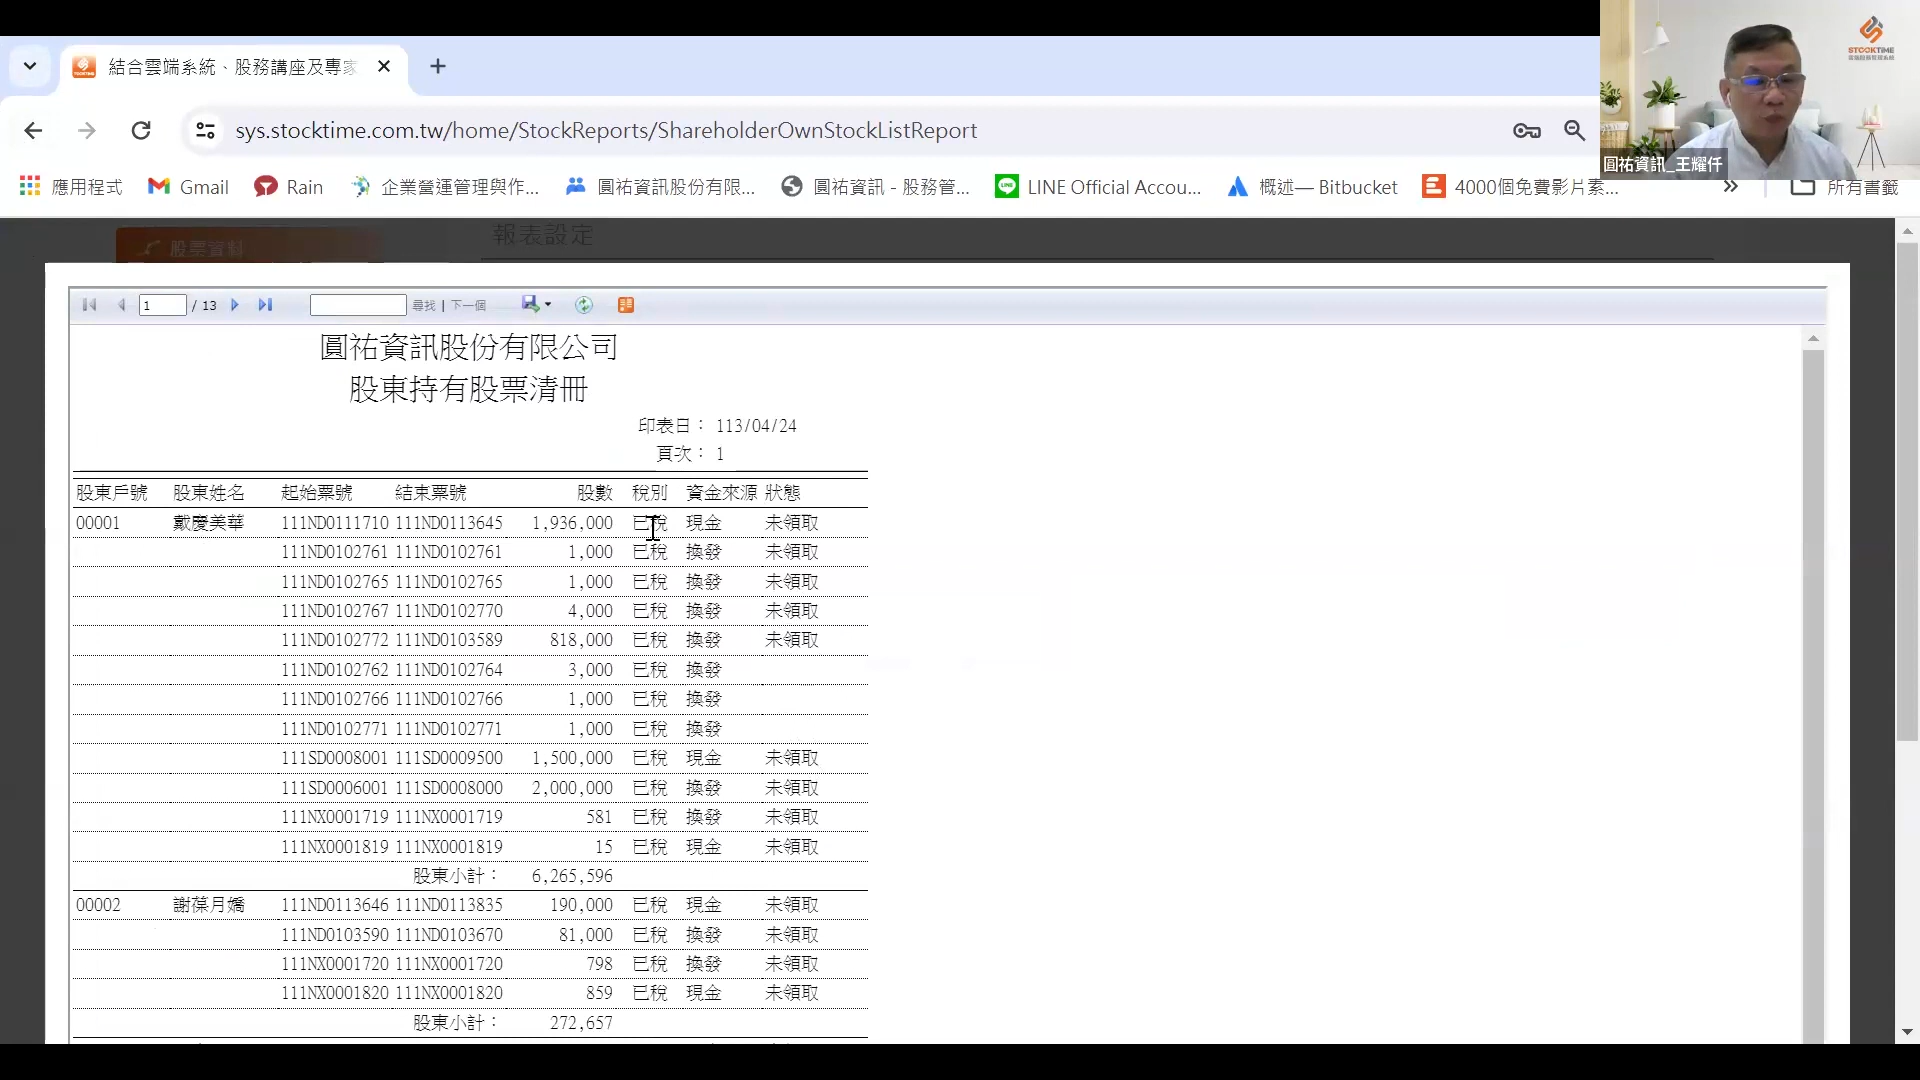 結合雲端系統、股務講座及專家
STOCKTIME
sys.stocktime.com.tw/home/StockReports/ShareholderOwnStockListReport
圓祐資訊_王耀仟
應用程式 Gmail Rain 企業營運管理與作... 圓祐資訊股份有限... 圓祐資訊 - 股務管... LINE Official Accou... 概述— Bitbucket 4000個免費影片素... 所有書籤
股票資料 報表設定
1 / 13 尋找 | 下一個
圓祐資訊股份有限公司
股東持有股票清冊
印表日： 113/04/24
頁次： 1
股東戶號 股東姓名 起始票號 結束票號 股數 稅別 資金來源 狀態
00001 戴慶美華 111ND0111710 111ND0113645 1,936,000 已稅 現金 未領取
111ND0102761 111ND0102761 1,000 已稅 換發 未領取
111ND0102765 111ND0102765 1,000 已稅 換發 未領取
111ND0102767 111ND0102770 4,000 已稅 換發 未領取
111ND0102772 111ND0103589 818,000 已稅 換發 未領取
111ND0102762 111ND0102764 3,000 已稅 換發
111ND0102766 111ND0102766 1,000 已稅 換發
111ND0102771 111ND0102771 1,000 已稅 換發
111SD0008001 111SD0009500 1,500,000 已稅 現金 未領取
111SD0006001 111SD0008000 2,000,000 已稅 換發 未領取
111NX0001719 111NX0001719 581 已稅 換發 未領取
111NX0001819 111NX0001819 15 已稅 現金 未領取
股東小計： 6,265,596
00002 謝葆月嬌 111ND0113646 111ND0113835 190,000 已稅 現金 未領取
111ND0103590 111ND0103670 81,000 已稅 換發 未領取
111NX0001720 111NX0001720 798 已稅 換發 未領取
111NX0001820 111NX0001820 859 已稅 現金 未領取
股東小計： 272,657